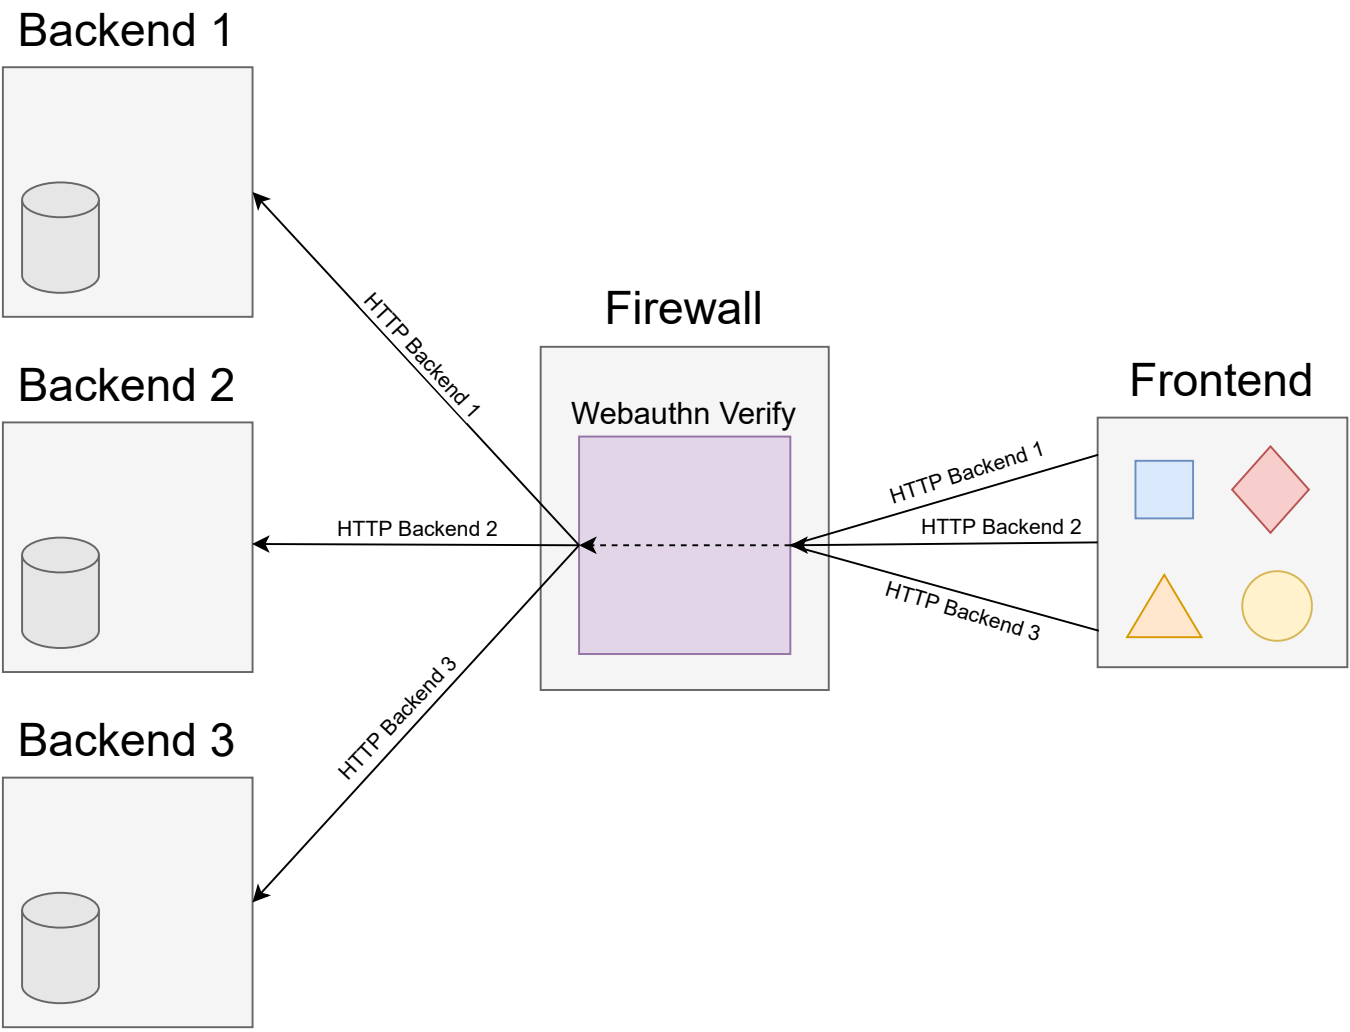 Backend 1
HTTP Backend 1
Backend 2
HTTP Backend 2
Backend 3
HTTP Backend 3
Firewall
Webauthn Verify
HTTP Backend 1
HTTP Backend 2
HTTP Backend 3
Frontend